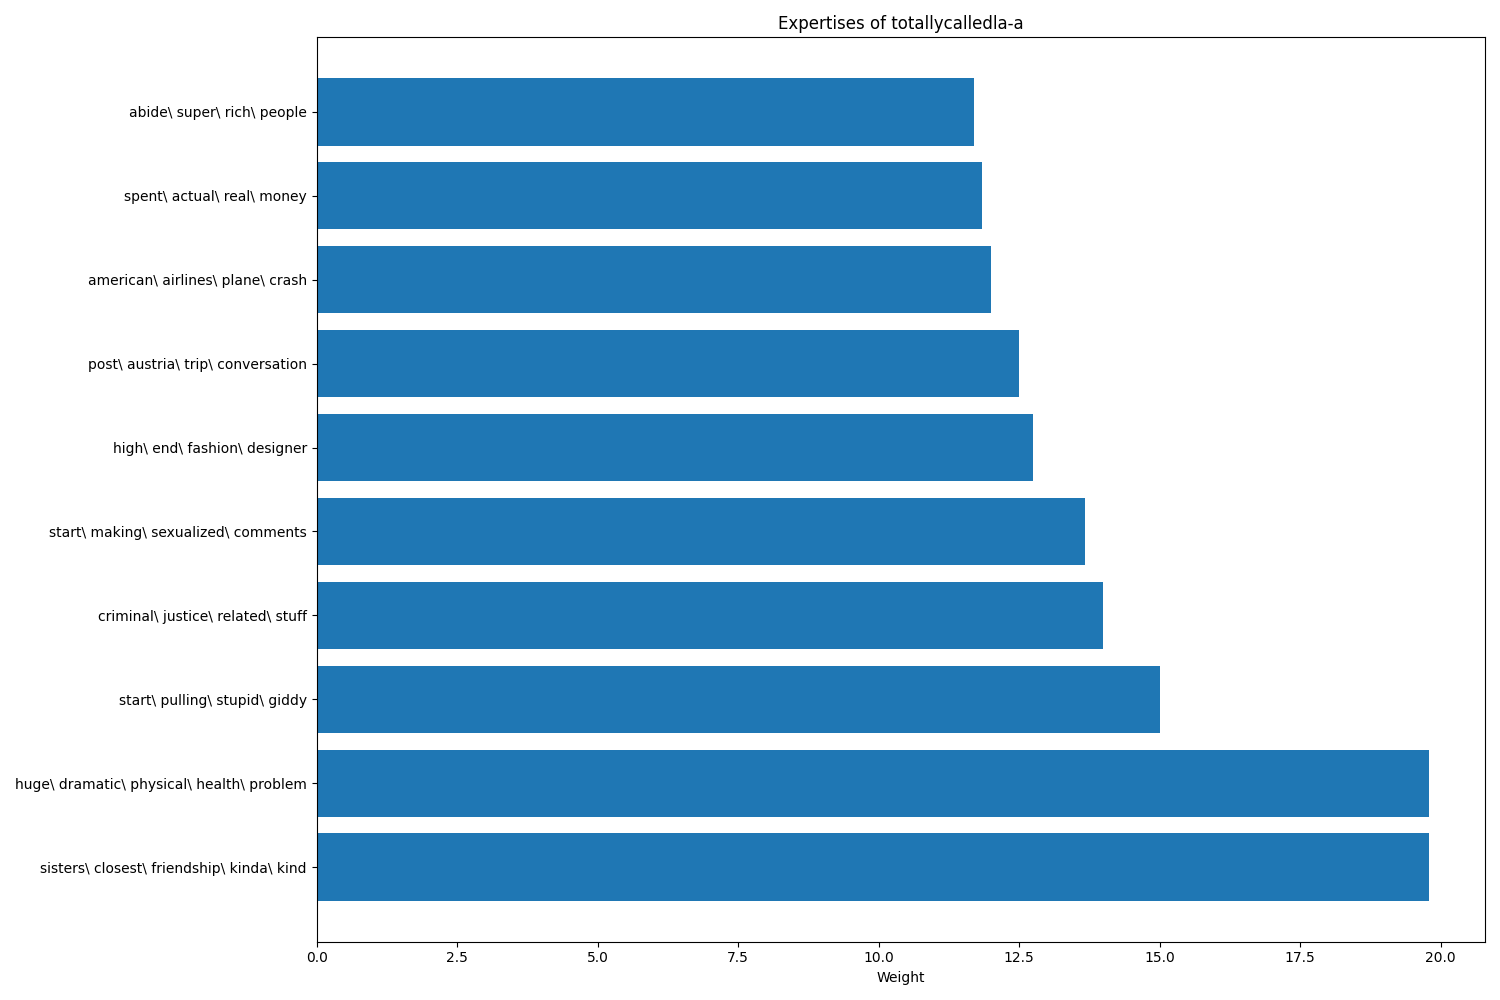 Expertises of totallycalledla-a
abide\ super\ rich\ people
spent\ actual\ real\ money
american\ airlines\ plane\ crash
post\ austria\ trip\ conversation
high\ end\ fashion\ designer
start\ making\ sexualized\ comments
criminal\ justice\ related\ stuff
start\ pulling\ stupid\ giddy
huge\ dramatic\ physical\ health\ problem
sisters\ closest\ friendship\ kinda\ kind
0.0 2.5 5.0 7.5 10.0 12.5 15.0 17.5 20.0
Weight